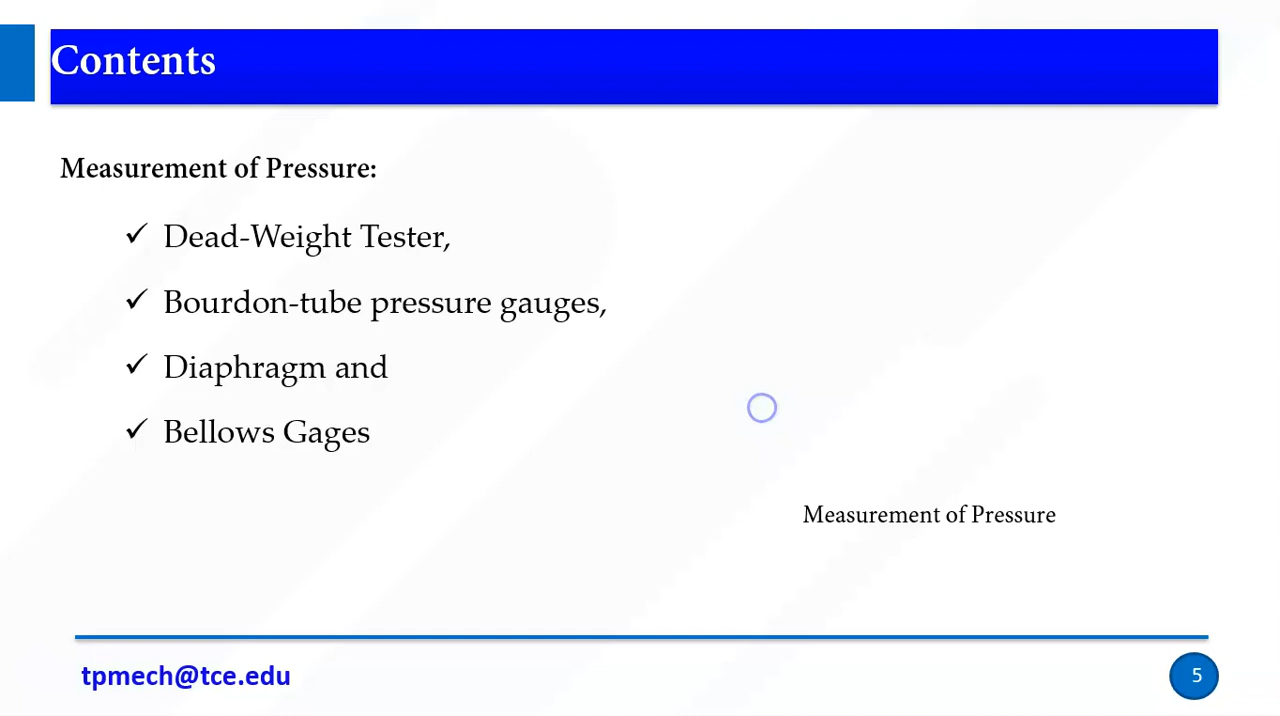 Contents
Measurement of Pressure:
✓ Dead-Weight Tester,
✓ Bourdon-tube pressure gauges,
✓ Diaphragm and
✓ Bellows Gages
Measurement of Pressure
tpmech@tce.edu
5